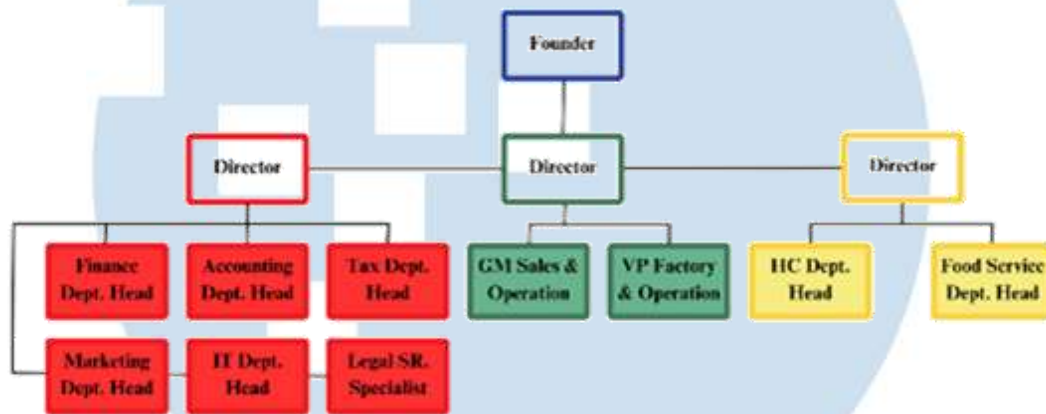 Founder
Director
Director
Director
Finance
Dept. Head
Accounting
Dept. Head
Tax Dept.
Head
GM Sales &
Operation
VP Factory
& Operation
HC Dept.
Head
Food Service
Dept. Head
Marketing
Dept. Head
IT Dept.
Head
Legal SR.
Specialist